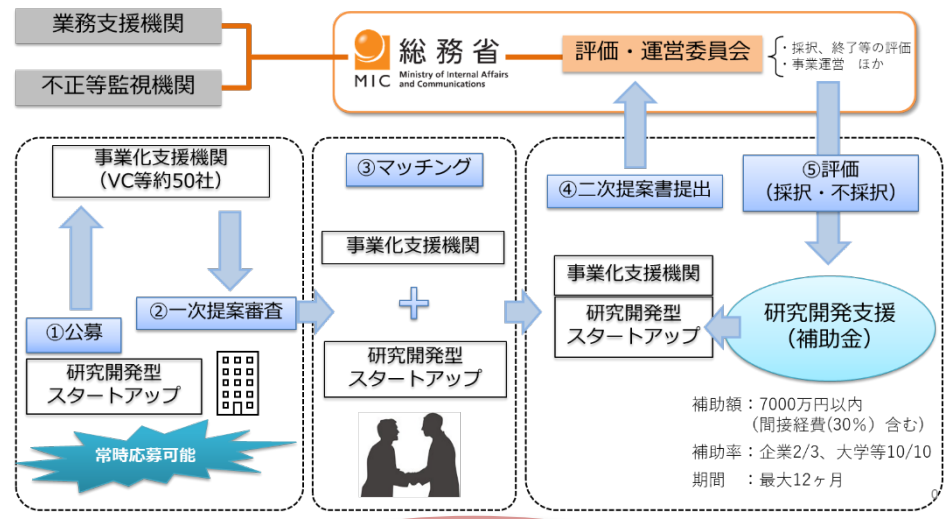 業務支援機関
不正等監視機関
MIC
総務省
Ministry of Internal Affairs
and Communications
評価・運営委員会
・採択、終了等の評価
・事業運営　ほか
事業化支援機関
（VC等約50社）
①公募
②一次提案審査
研究開発型
スタートアップ
常時応募可能
③マッチング
事業化支援機関
研究開発型
スタートアップ
④二次提案書提出
⑤評価
（採択・不採択）
事業化支援機関
研究開発型
スタートアップ
研究開発支援
（補助金）
補助額：7000万円以内
（間接経費(30%）含む）
補助率：企業2/3、大学等10/10
期間　：最大12ヶ月
0